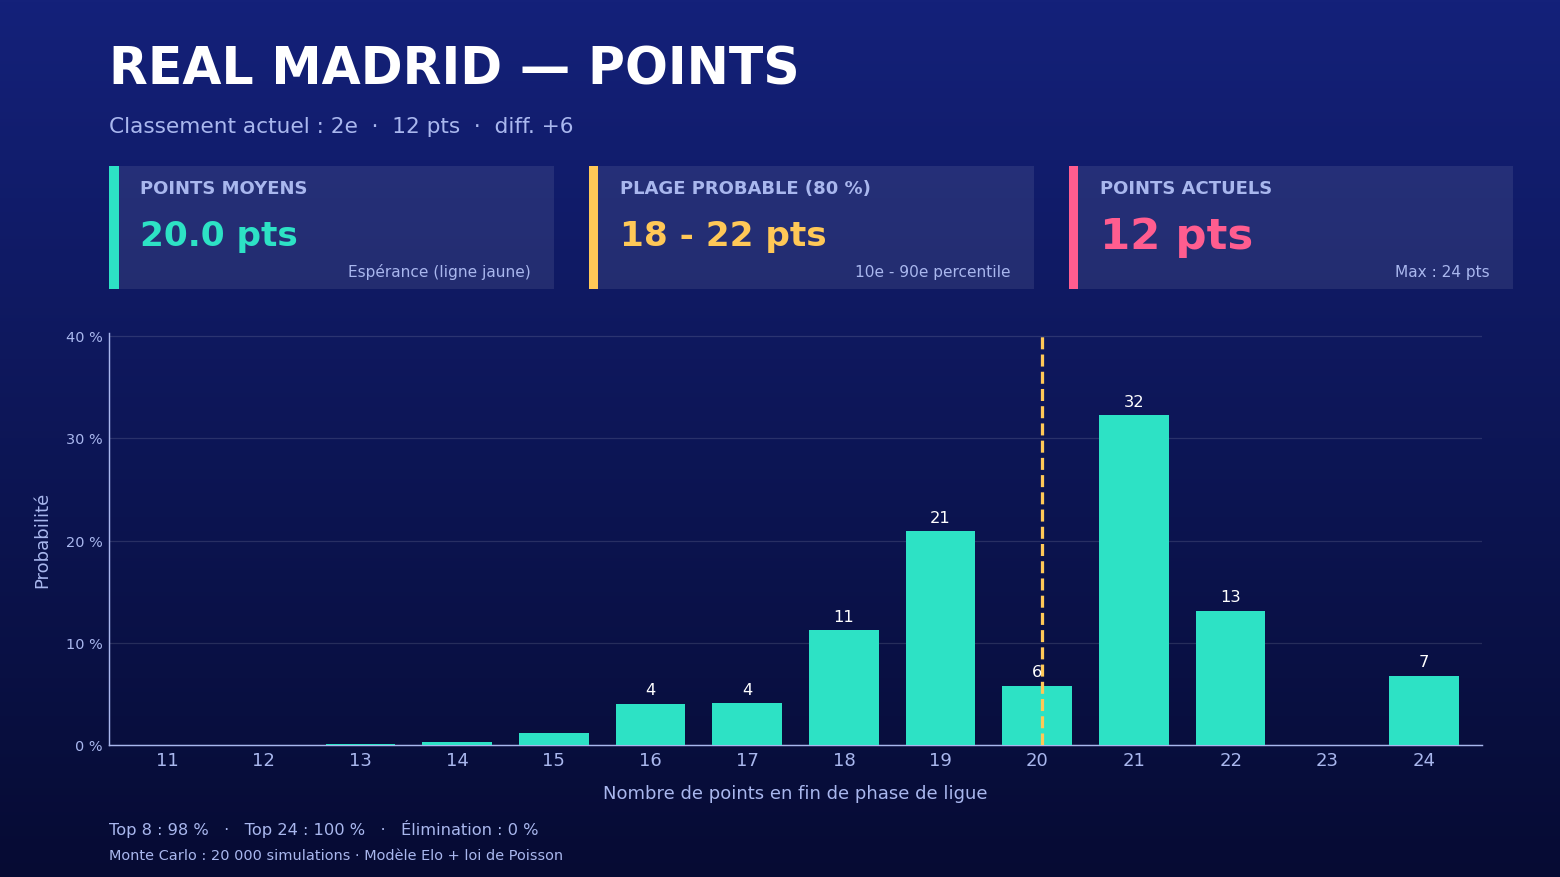 REAL MADRID — POINTS
Classement actuel : 2e · 12 pts · diff. +6
POINTS MOYENS
20.0 pts
Espérance (ligne jaune)
PLAGE PROBABLE (80 %)
18 - 22 pts
10e - 90e percentile
POINTS ACTUELS
12 pts
Max : 24 pts
Probabilité
40 %
30 %
20 %
10 %
0 %
4
4
11
21
6
32
13
7
11 12 13 14 15 16 17 18 19 20 21 22 23 24
Nombre de points en fin de phase de ligue
Top 8 : 98 % · Top 24 : 100 % · Élimination : 0 %
Monte Carlo : 20 000 simulations · Modèle Elo + loi de Poisson